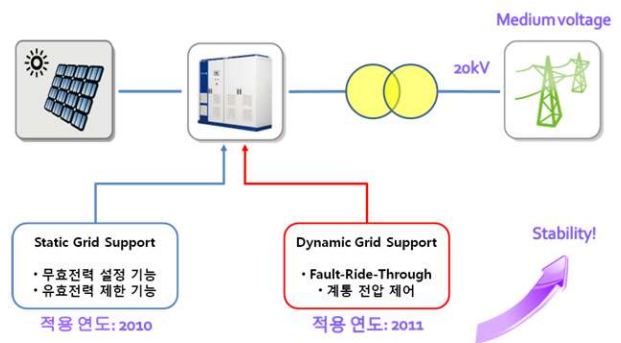 Medium voltage
20kV
Static Grid Support
• 무효전력 설정 기능
• 유효전력 제한 기능
적용 연도: 2010
Dynamic Grid Support
• Fault-Ride-Through
• 계통 전압 제어
적용 연도: 2011
Stability!